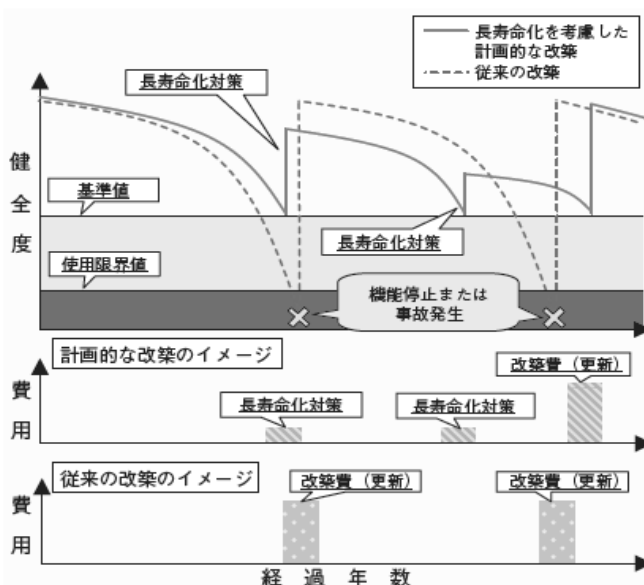 長寿命化を考慮した
計画的な改築
従来の改築
長寿命化対策
健全度
基準値
長寿命化対策
使用限界値
機能停止または
事故発生
計画的な改築のイメージ
改築費（更新）
費用
長寿命化対策
長寿命化対策
従来の改築のイメージ
改築費（更新）
改築費（更新）
費用
経過年数